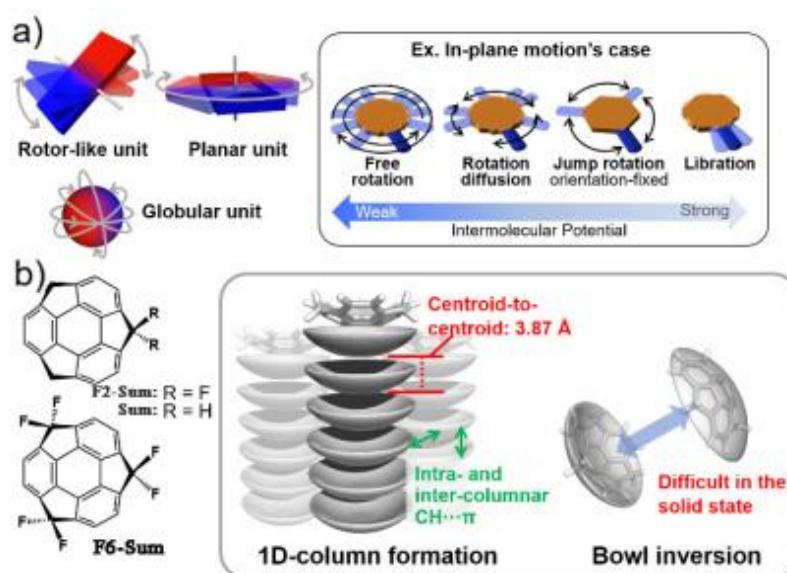 a)
Rotor-like unit
Planar unit
Globular unit
Ex. In-plane motion's case
Free
rotation
Rotation
diffusion
Jump rotation
orientation-fixed
Libration
Weak
Strong
Intermolecular Potential
b)
R
R
F2-Sum: R = F
Sum: R = H
F
F
F
F
F
F
F6-Sum
Centroid-to-
centroid: 3.87 Å
Intra- and
inter-columnar
CH···π
1D-column formation
Difficult in the
solid state
Bowl inversion